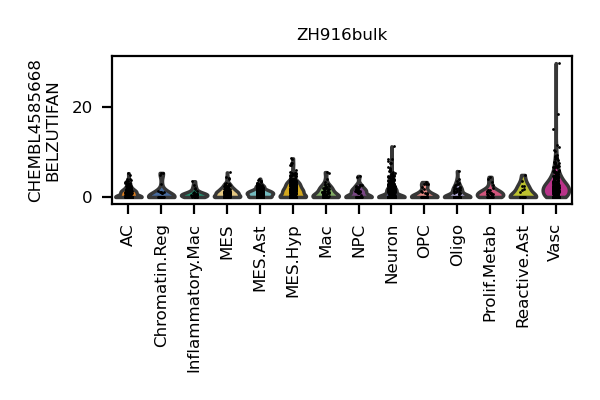 ZH916bulk
CHEMBL4585668
BELZUTIFAN
20
0
AC
Chromatin.Reg
Inflammatory.Mac
MES
MES.Ast
MES.Hyp
Mac
NPC
Neuron
OPC
Oligo
Prolif.Metab
Reactive.Ast
Vasc